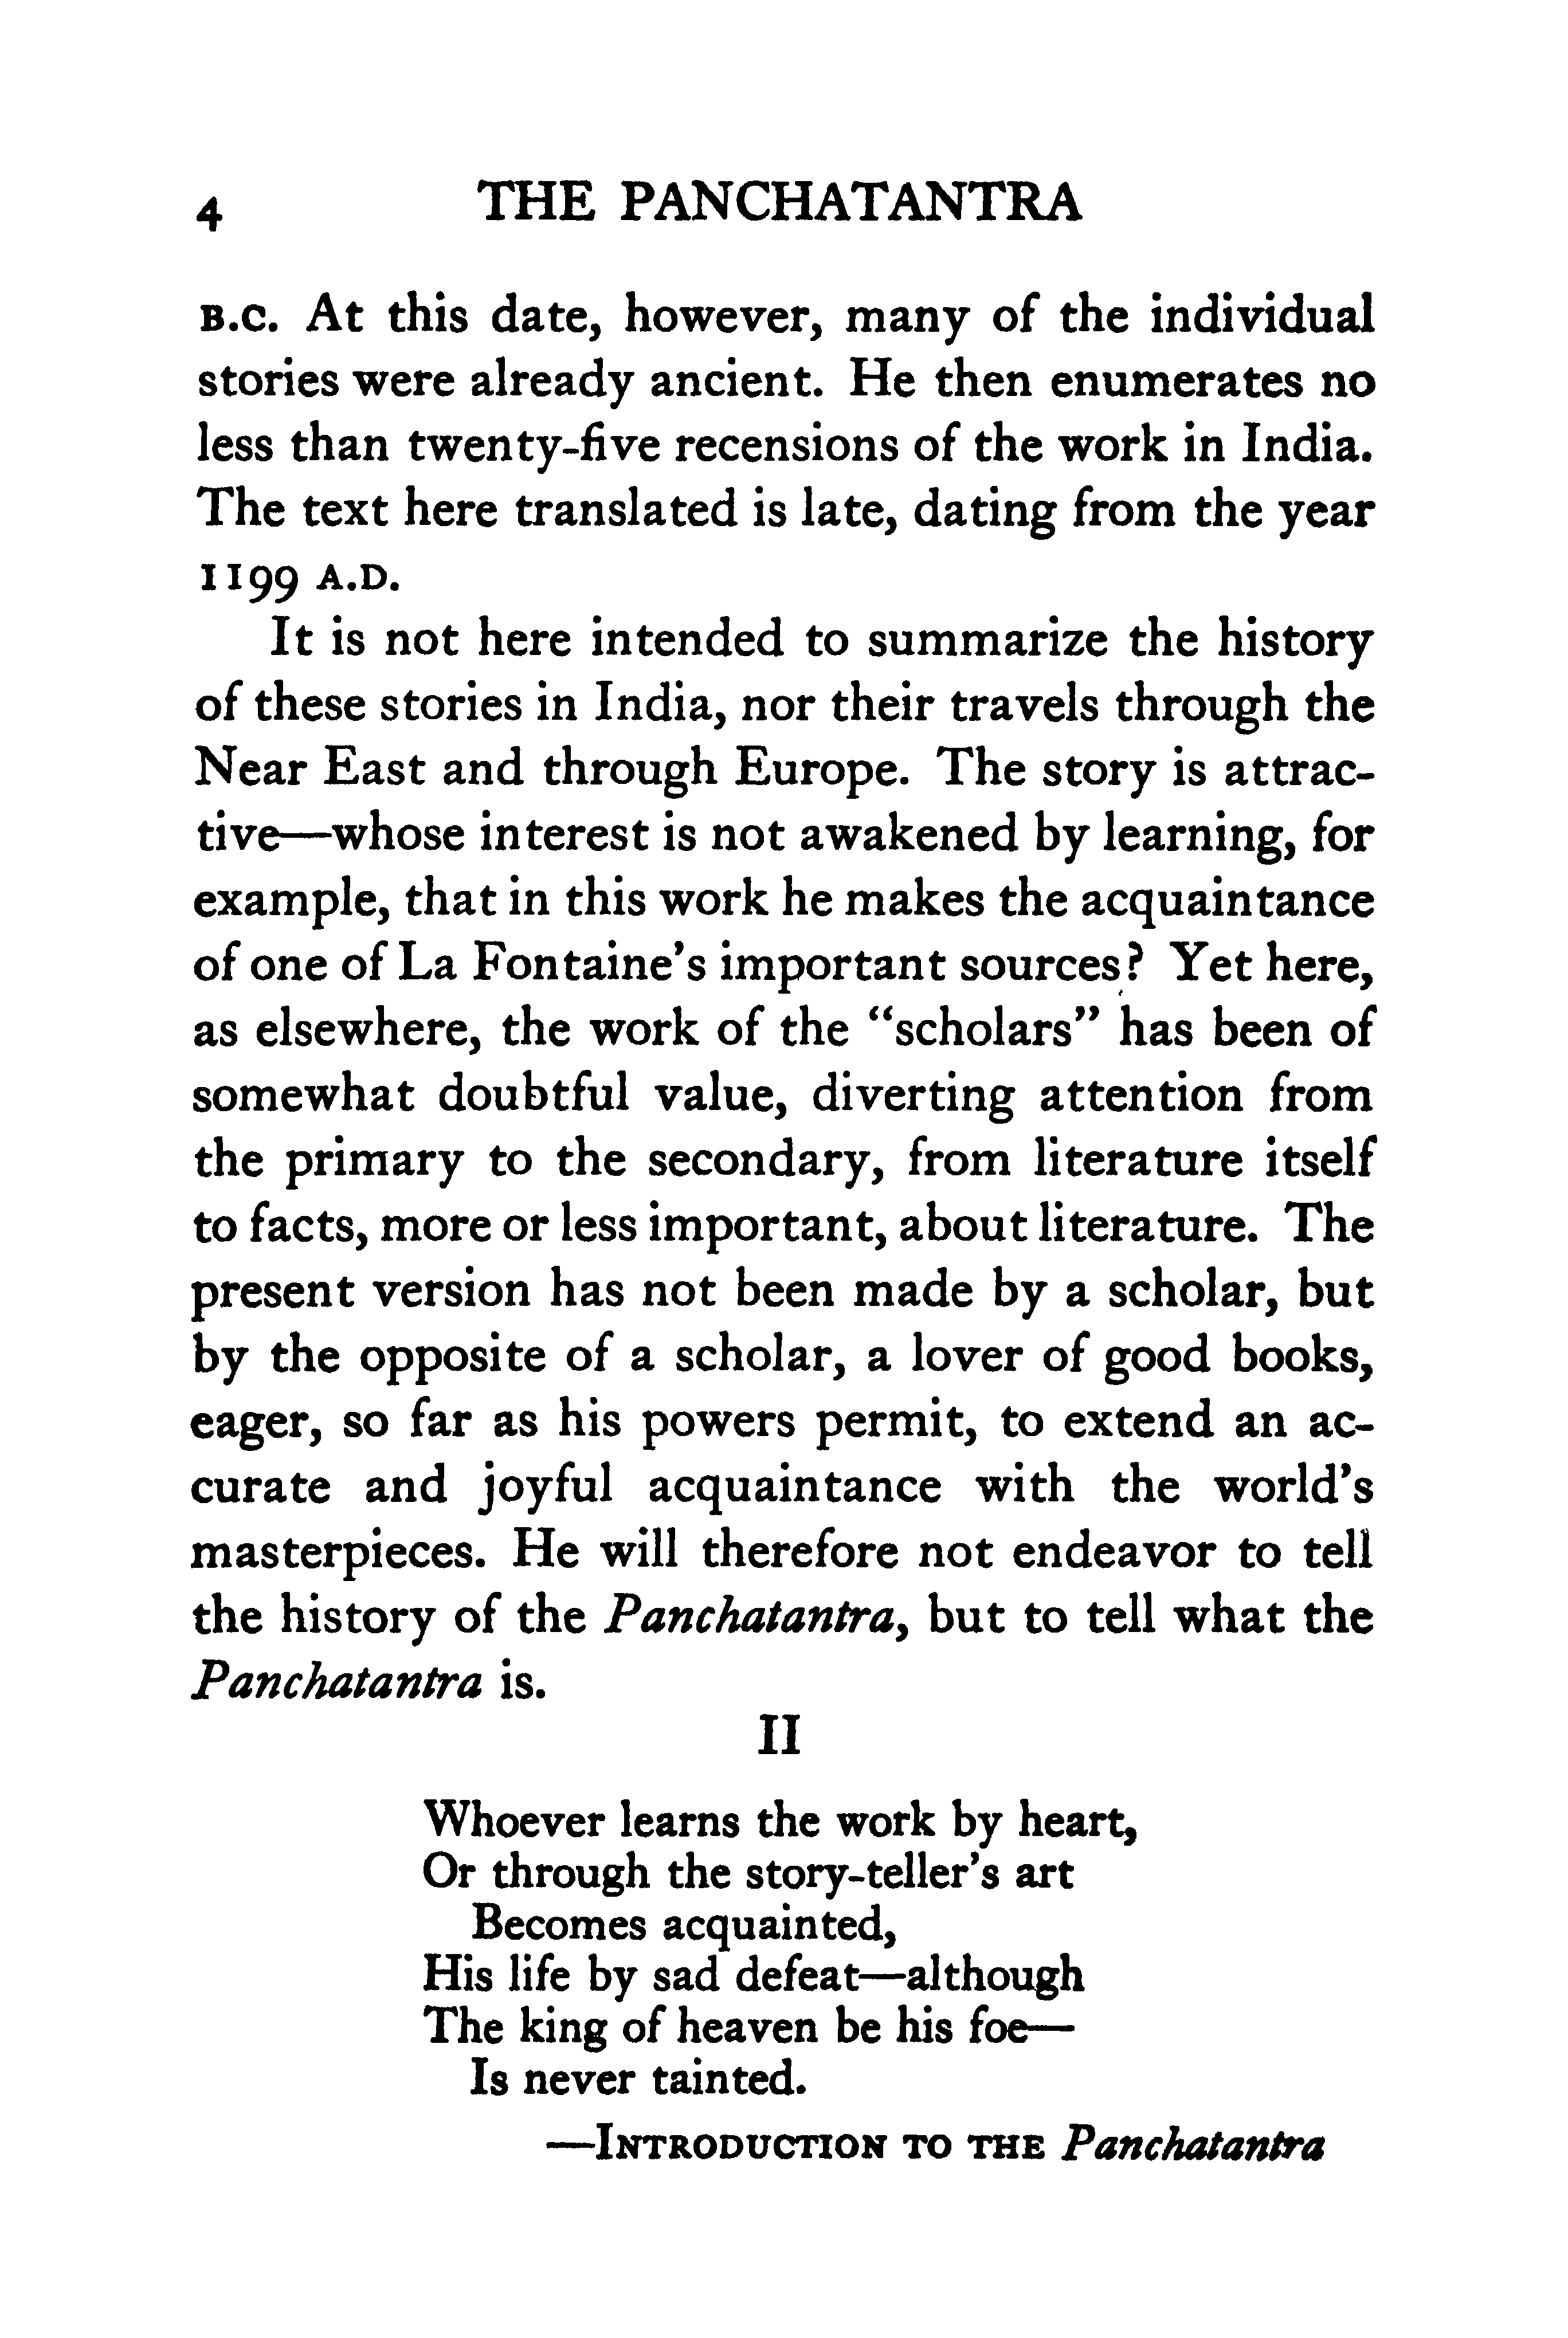 4 THE PANCHATANTRA
B.C. At this date, however, many of the individual
stories were already ancient. He then enumerates no
less than twenty-five recensions of the work in India.
The text here translated is late, dating from the year
1199 A.D.
It is not here intended to summarize the history
of these stories in India, nor their travels through the
Near East and through Europe. The story is attrac-
tive—whose interest is not awakened by learning, for
example, that in this work he makes the acquaintance
of one of La Fontaine's important sources? Yet here,
as elsewhere, the work of the “scholars” has been of
somewhat doubtful value, diverting attention from
the primary to the secondary, from literature itself
to facts, more or less important, about literature. The
present version has not been made by a scholar, but
by the opposite of a scholar, a lover of good books,
eager, so far as his powers permit, to extend an ac-
curate and joyful acquaintance with the world's
masterpieces. He will therefore not endeavor to tell
the history of the Panchatantra, but to tell what the
Panchatantra is.
II
Whoever learns the work by heart,
Or through the story-teller's art
Becomes acquainted,
His life by sad defeat—although
The king of heaven be his foe—
Is never tainted.
—INTRODUCTION TO THE Panchatantra